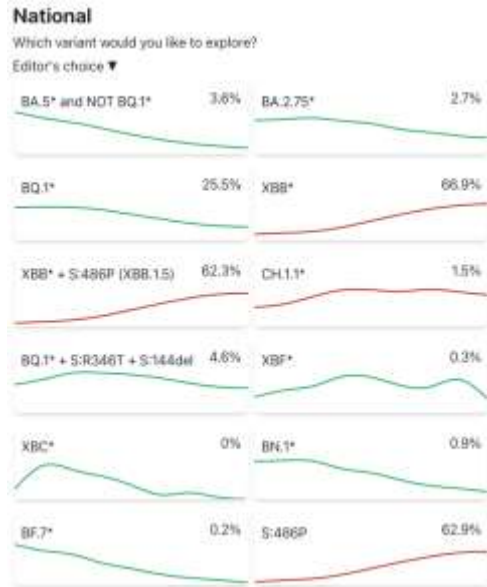 National
Which variant would you like to explore?
Editor's choice ▼
BA.5* and NOT BQ.1* 3.6%
BA.2.75* 2.7%
BQ.1* 25.5%
XBB* 66.9%
XBB* + S:486P (XBB.1.5) 62.3%
CH.1.1* 1.5%
BQ.1* + S:R346T + S:144del 4.6%
XBF* 0.3%
XBC* 0%
BN.1* 0.9%
BF.7* 0.2%
S:486P 62.9%